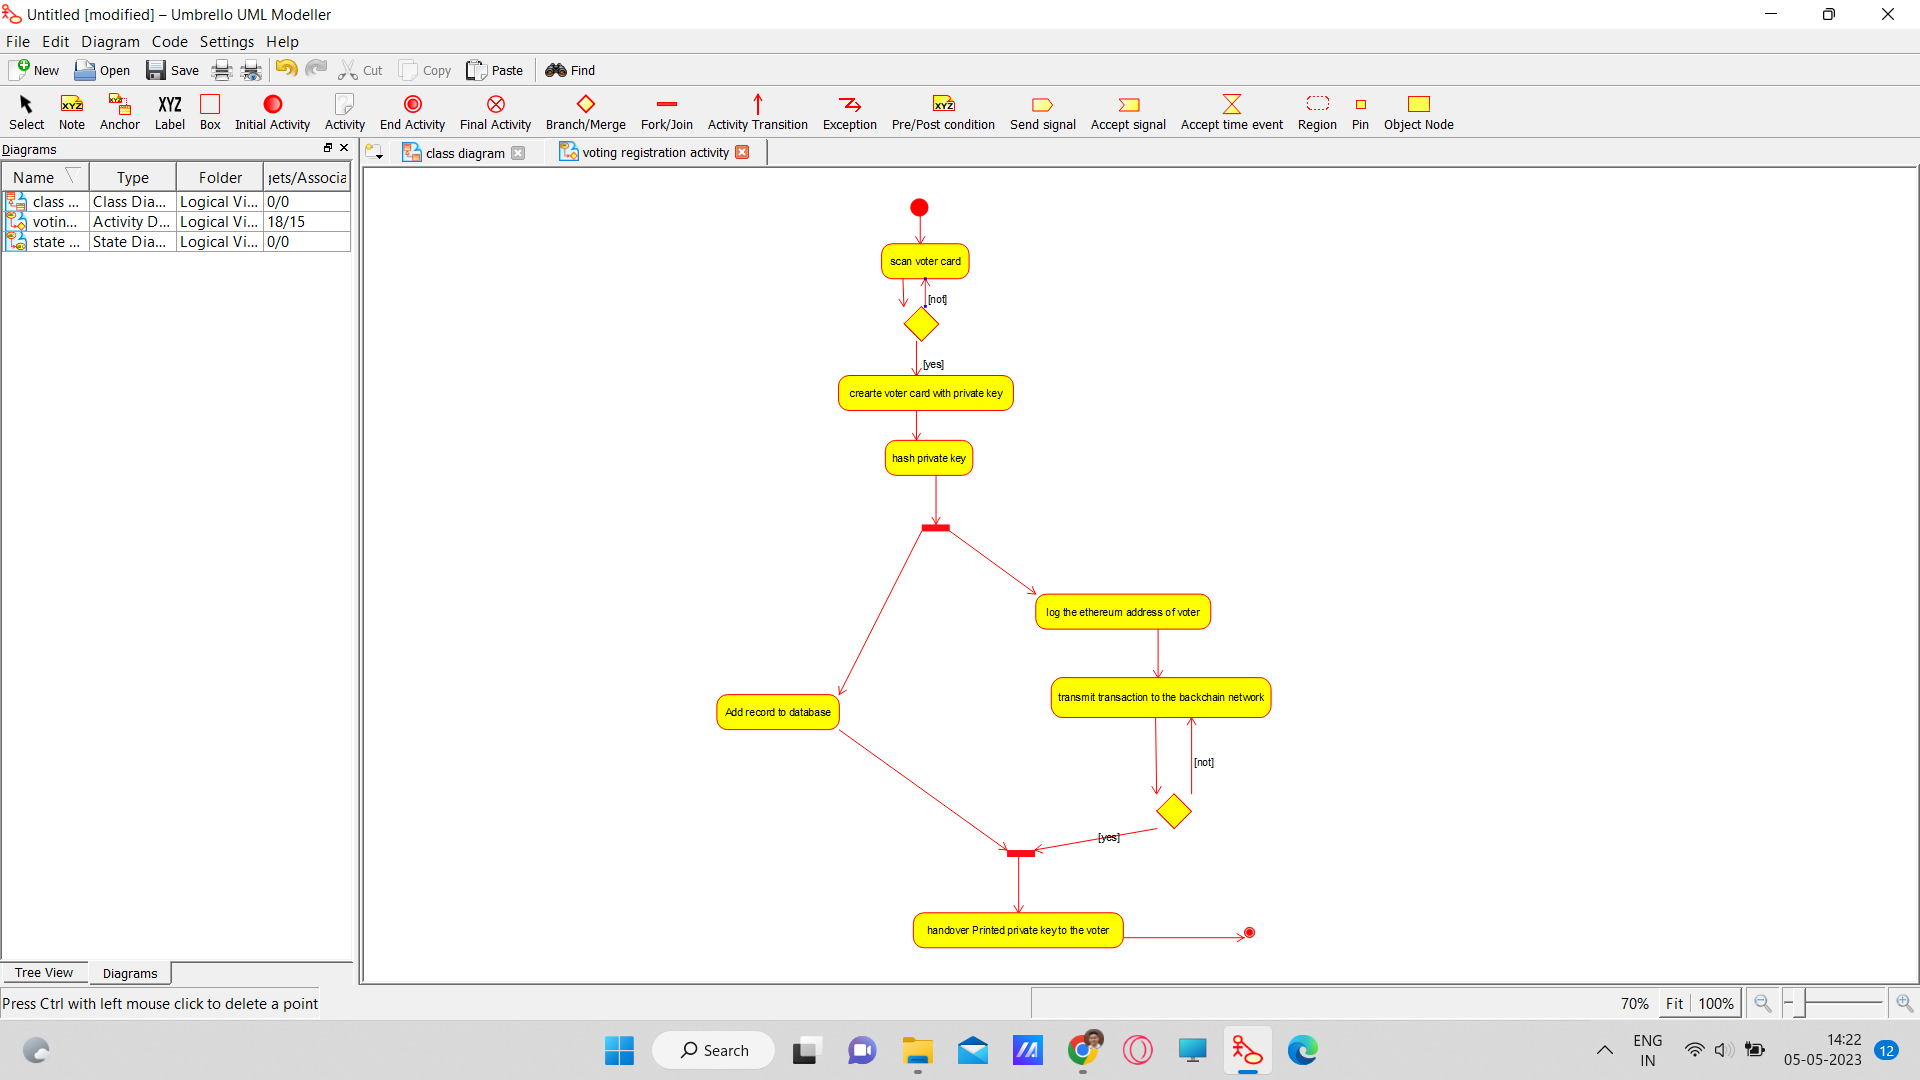 Untitled [modified] – Umbrello UML Modeller
File Edit Diagram Code Settings Help
New Open Save Cut Copy Paste Find
XYZ XYZ XYZ XYZ
Select Note Anchor Label Box Initial Activity Activity End Activity Final Activity Branch/Merge Fork/Join Activity Transition Exception Pre/Post condition Send signal Accept signal Accept time event Region Pin Object Node
Diagrams
class diagram voting registration activity
Name Type Folder jets/Associa
class ... Class Dia... Logical Vi... 0/0
votin... Activity D... Logical Vi... 18/15
state ... State Dia... Logical Vi... 0/0
scan voter card
[not]
[yes]
crearte voter card with private key
hash private key
log the ethereum address of voter
transmit transaction to the backchain network
Add record to database
[not]
[yes]
handover Printed private key to the voter
Tree View Diagrams
Press Ctrl with left mouse click to delete a point
70% Fit 100%
Search
ENG
IN
14:22
05-05-2023
12